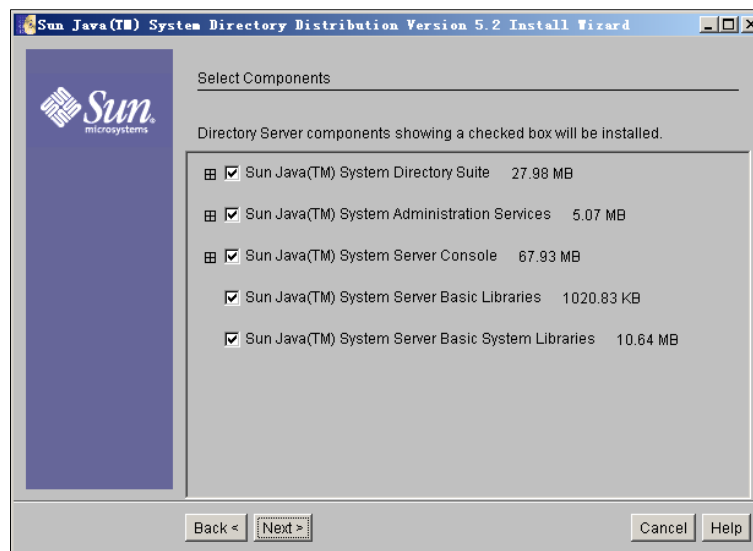 Sun Java(TM) System Directory Distribution Version 5.2 Install Wizard
Sun
microsystems
Select Components
Directory Server components showing a checked box will be installed.
Sun Java(TM) System Directory Suite 27.98 MB
Sun Java(TM) System Administration Services 5.07 MB
Sun Java(TM) System Server Console 67.93 MB
Sun Java(TM) System Server Basic Libraries 1020.83 KB
Sun Java(TM) System Server Basic System Libraries 10.64 MB
Back < Next > Cancel Help